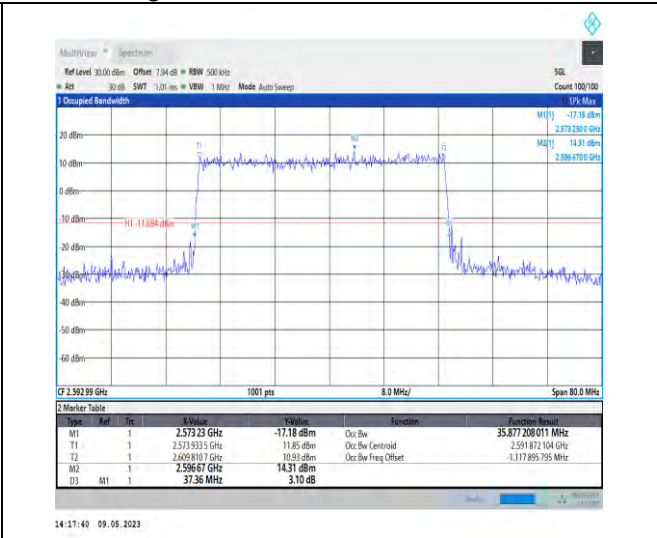 MultiView Spectrum
Ref Level 30.00 dBm Offset 7.94 dB RBW 500 kHz SGL
Att 30 dB SWT 1.01 ms VBW 1 MHz Mode Auto Sweep Count 100/100
1 Occupied Bandwidth 1Pk Max
M1[1] -17.18 dBm
2.573 230 0 GHz
20 dBm M2[1] 14.31 dBm
2.596 670 0 GHz
T1 M2 T2
10 dBm
0 dBm
-10 dBm
H1 -11.694 dBm M1
-20 dBm
-30 dBm
-40 dBm
-50 dBm
-60 dBm
CF 2.592 99 GHz 1001 pts 8.0 MHz/ Span 80.0 MHz
2 Marker Table
Type Ref Trc X-Value Y-Value Function Function Result
M1 1 2.573 23 GHz -17.18 dBm Occ Bw 35.877 208 011 MHz
T1 1 2.573 933 5 GHz 11.85 dBm Occ Bw Centroid 2.591 872 104 GHz
T2 1 2.609 810 7 GHz 10.93 dBm Occ Bw Freq Offset -1.117 895 795 MHz
M2 1 2.596 67 GHz 14.31 dBm
D3 M1 1 37.36 MHz 3.10 dB
14:17:40 09.05.2023